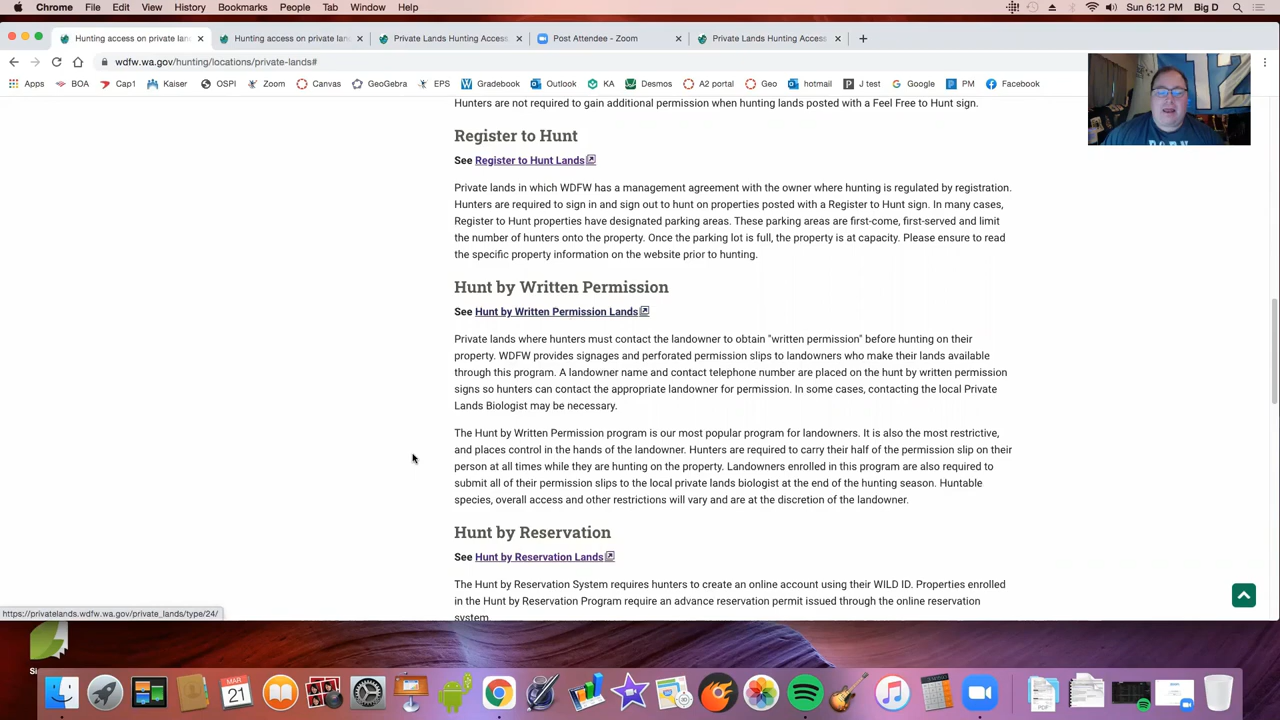 Chrome File Edit View History Bookmarks People Tab Window Help Sun 6:12 PM Big D
Hunting access on private lan Hunting access on private lan Private Lands Hunting Access Post Attendee - Zoom Private Lands Hunting Access
wdfw.wa.gov/hunting/locations/private-lands#
Apps BOA Cap1 Kaiser OSPI Zoom Canvas GeoGebra EPS Gradebook Outlook KA Desmos A2 portal Geo hotmail J test Google PM Facebook
Hunters are not required to gain additional permission when hunting lands posted with a Feel Free to Hunt sign.
Register to Hunt
See Register to Hunt Lands
Private lands in which WDFW has a management agreement with the owner where hunting is regulated by registration.
Hunters are required to sign in and sign out to hunt on properties posted with a Register to Hunt sign. In many cases,
Register to Hunt properties have designated parking areas. These parking areas are first-come, first-served and limit
the number of hunters onto the property. Once the parking lot is full, the property is at capacity. Please ensure to read
the specific property information on the website prior to hunting.
Hunt by Written Permission
See Hunt by Written Permission Lands
Private lands where hunters must contact the landowner to obtain "written permission" before hunting on their
property. WDFW provides signages and perforated permission slips to landowners who make their lands available
through this program. A landowner name and contact telephone number are placed on the hunt by written permission
signs so hunters can contact the appropriate landowner for permission. In some cases, contacting the local Private
Lands Biologist may be necessary.
The Hunt by Written Permission program is our most popular program for landowners. It is also the most restrictive,
and places control in the hands of the landowner. Hunters are required to carry their half of the permission slip on their
person at all times while they are hunting on the property. Landowners enrolled in this program are also required to
submit all of their permission slips to the local private lands biologist at the end of the hunting season. Huntable
species, overall access and other restrictions will vary and are at the discretion of the landowner.
Hunt by Reservation
See Hunt by Reservation Lands
The Hunt by Reservation System requires hunters to create an online account using their WILD ID. Properties enrolled
in the Hunt by Reservation Program require an advance reservation permit issued through the online reservation
system.
https://privatelands.wdfw.wa.gov/private_lands/type/24/
Si
MAR
21
12